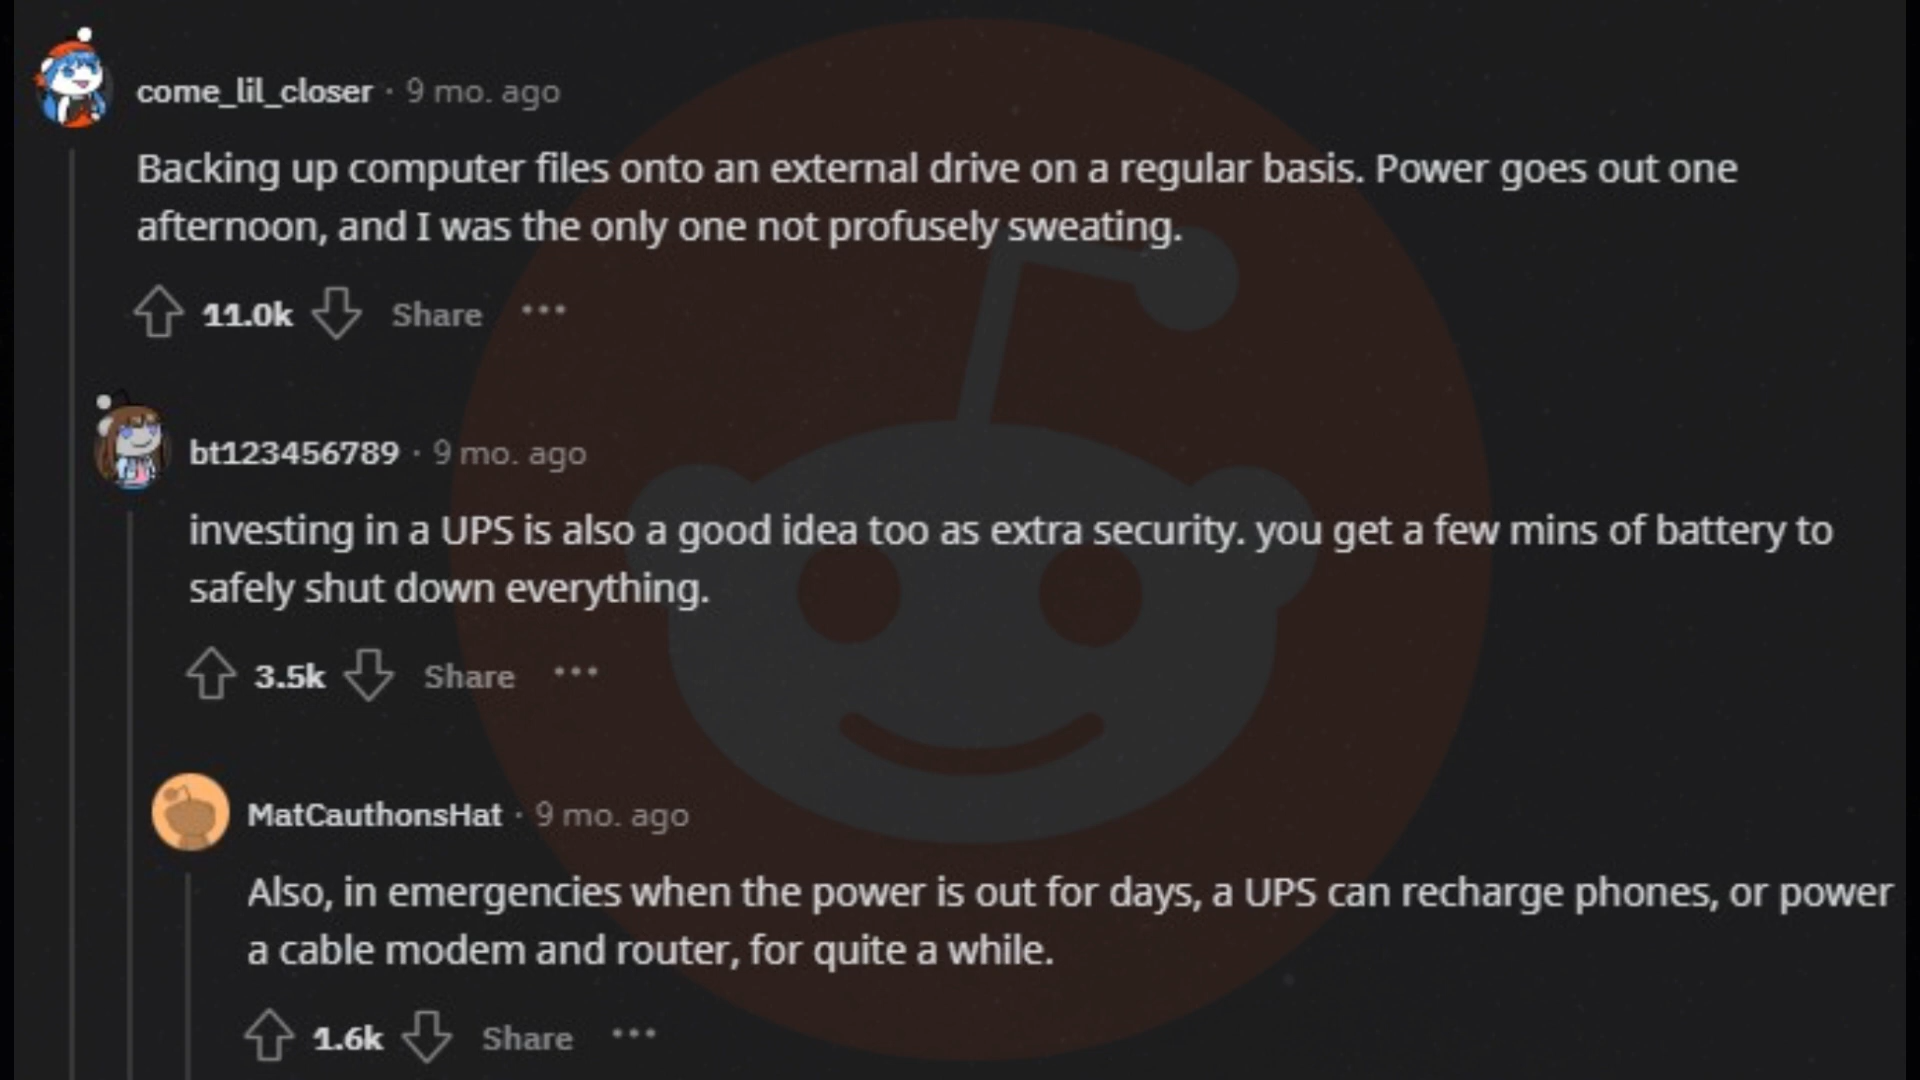 come_lil_closer · 9 mo. ago
Backing up computer files onto an external drive on a regular basis. Power goes out one
afternoon, and I was the only one not profusely sweating.
11.0k Share ···
bt123456789 · 9 mo. ago
investing in a UPS is also a good idea too as extra security. you get a few mins of battery to
safely shut down everything.
3.5k Share ···
MatCauthonsHat · 9 mo. ago
Also, in emergencies when the power is out for days, a UPS can recharge phones, or power
a cable modem and router, for quite a while.
1.6k Share ···